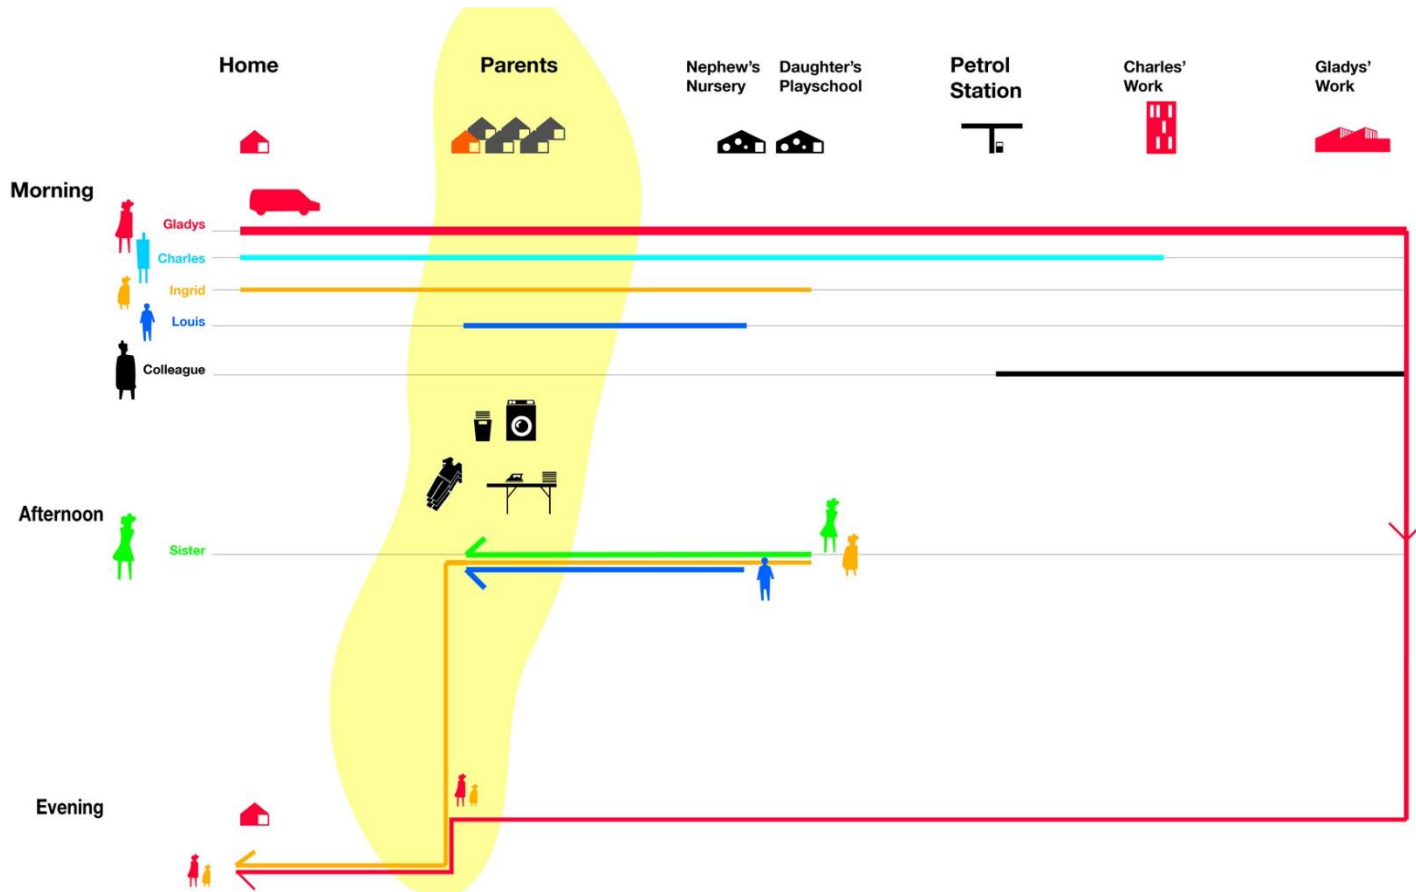 Home
Parents
Nephew's
Nursery
Daughter's
Playschool
Petrol
Station
Charles'
Work
Gladys'
Work
Morning
Gladys
Charles
Ingrid
Louis
Colleague
Afternoon
Sister
Evening